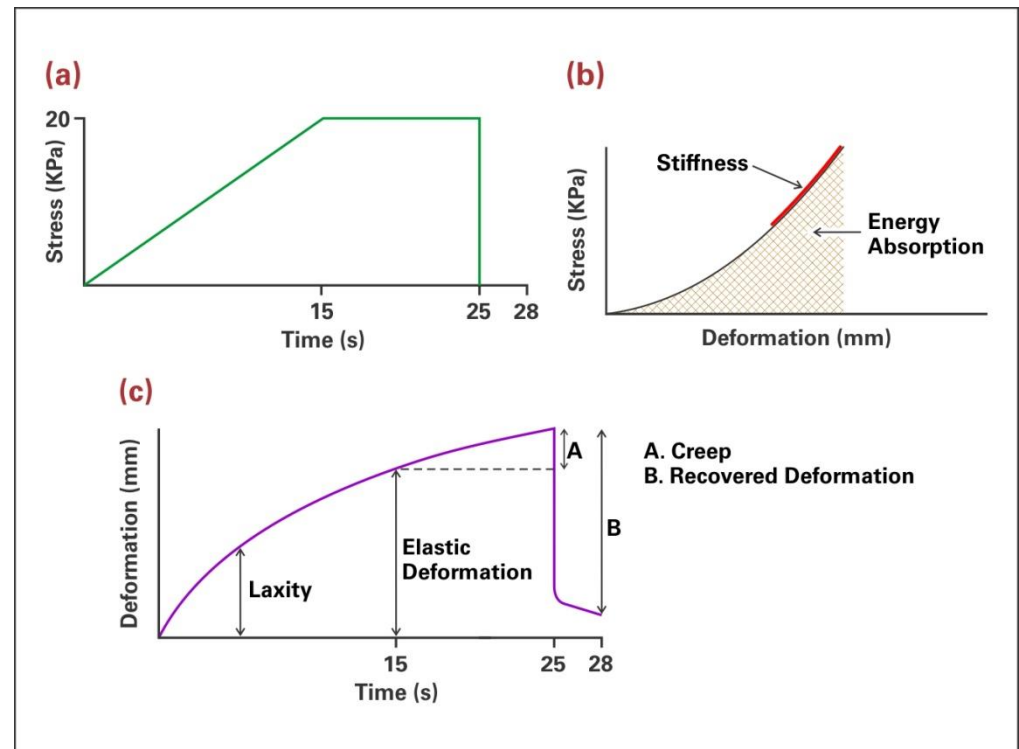 (a)
20
Stress (KPa)
15
25
28
Time (s)
(b)
Stress (KPa)
Stiffness
Energy
Absorption
Deformation (mm)
(c)
Deformation (mm)
Laxity
Elastic
Deformation
A
B
15
25
28
Time (s)
A. Creep
B. Recovered Deformation